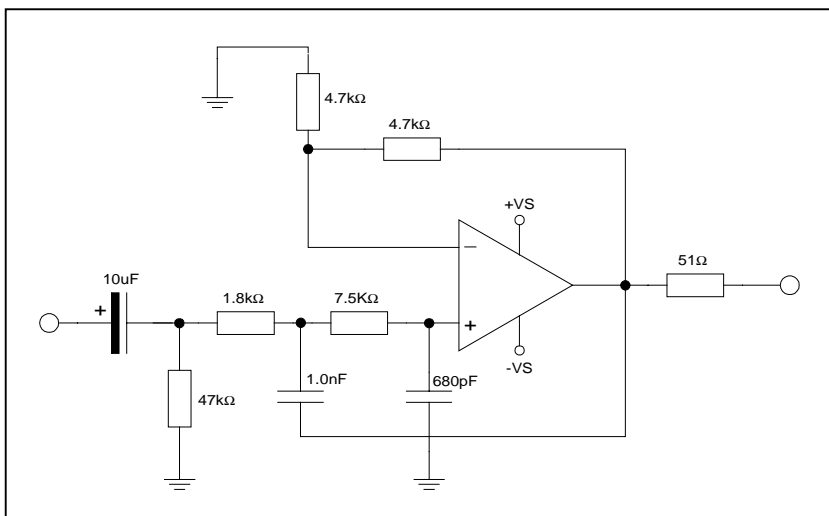 4.7kΩ
4.7kΩ
+VS
−
51Ω
10uF
+
1.8kΩ
7.5KΩ
+
-VS
1.0nF
680pF
47kΩ